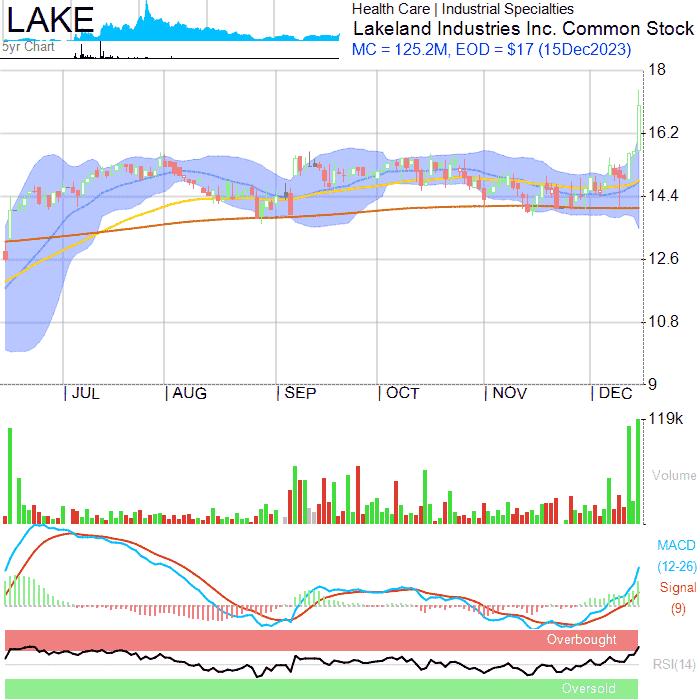 LAKE
5yr Chart
Health Care | Industrial Specialties
Lakeland Industries Inc. Common Stock
MC = 125.2M, EOD = $17 (15Dec2023)
18
16.2
14.4
12.6
10.8
9
| JUL | AUG | SEP | OCT | NOV | DEC
119k
Volume
MACD
(12-26)
Signal
(9)
Overbought
RSI(14)
Oversold